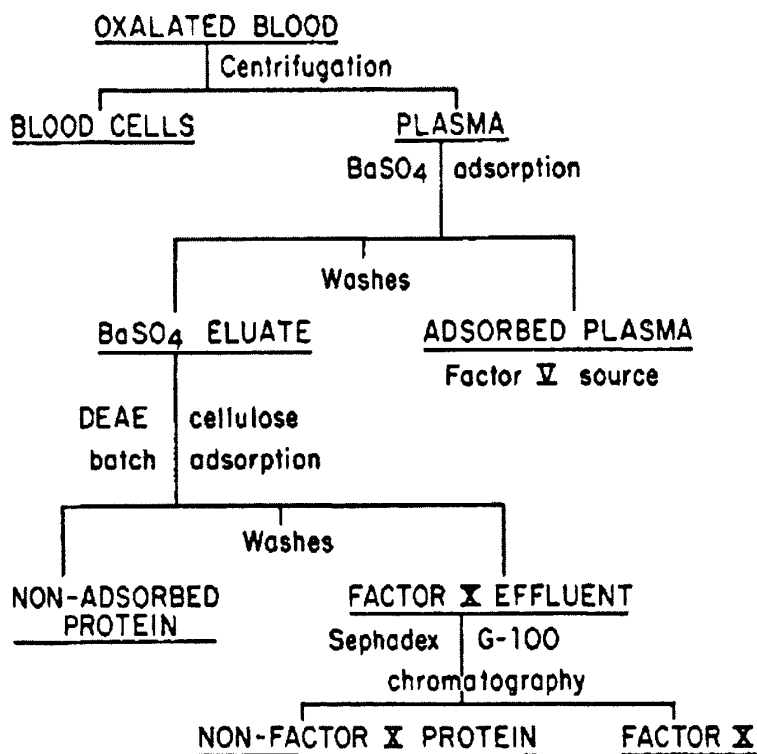 OXALATED BLOOD
Centrifugation
BLOOD CELLS
PLASMA
BaSO4 adsorption
Washes
BaSO4 ELUATE
ADSORBED PLASMA
Factor V source
DEAE cellulose
batch adsorption
Washes
NON-ADSORBED
PROTEIN
FACTOR X EFFLUENT
Sephadex G-100
chromatography
NON-FACTOR X PROTEIN
FACTOR X